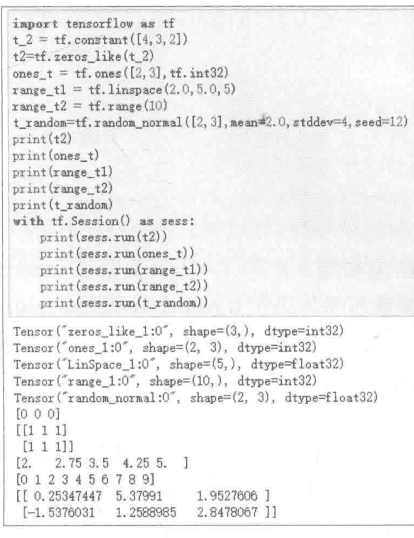 import tensorflow as tf
t_2 = tf.constant([4,3,2])
t2=tf.zeros_like(t_2)
ones_t = tf.ones([2,3],tf.int32)
range_t1 = tf.linspace(2.0,5.0,5)
range_t2 = tf.range(10)
t_random=tf.random_normal([2,3],mean=2.0,stddev=4,seed=12)
print(t2)
print(ones_t)
print(range_t1)
print(range_t2)
print(t_random)
with tf.Session() as sess:
    print(sess.run(t2))
    print(sess.run(ones_t))
    print(sess.run(range_t1))
    print(sess.run(range_t2))
    print(sess.run(t_random))
Tensor("zeros_like_1:0", shape=(3,), dtype=int32)
Tensor("ones_1:0", shape=(2, 3), dtype=int32)
Tensor("LinSpace_1:0", shape=(5,), dtype=float32)
Tensor("range_1:0", shape=(10,), dtype=int32)
Tensor("random_normal:0", shape=(2, 3), dtype=float32)
[0 0 0]
[[1 1 1]
 [1 1 1]]
[2.   2.75 3.5  4.25 5.  ]
[0 1 2 3 4 5 6 7 8 9]
[[ 0.25347447  5.37991     1.9527606 ]
 [-1.5376031   1.2588985   2.8478067 ]]